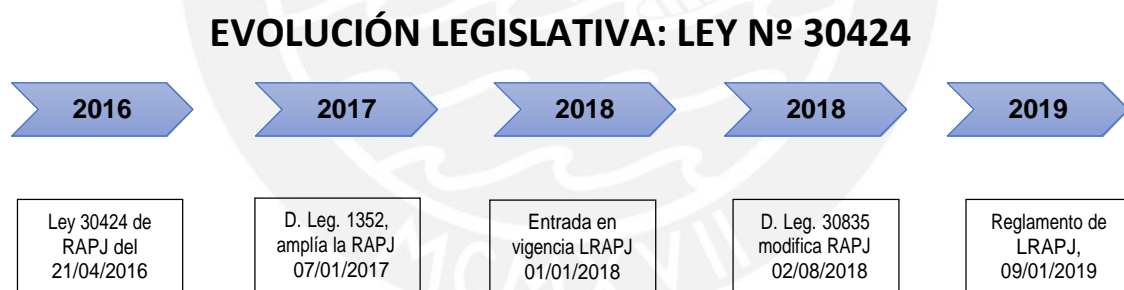 EVOLUCIÓN LEGISLATIVA: LEY Nº 30424
2016
2017
2018
2018
2019
Ley 30424 de
RAPJ del
21/04/2016
D. Leg. 1352,
amplía la RAPJ
07/01/2017
Entrada en
vigencia LRAPJ
01/01/2018
D. Leg. 30835
modifica RAPJ
02/08/2018
Reglamento de
LRAPJ,
09/01/2019